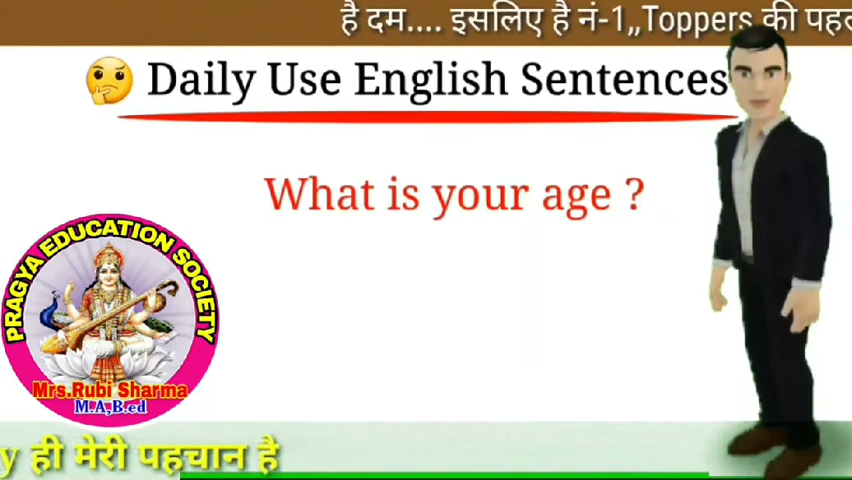 है दम.... इसलिए है नं-1,,Toppers की
Daily Use English Sentences
What is your age ?
PRAGYA EDUCATION SOCIETY
Mrs.Rubi Sharma
M.A,B.ed
ही मेरी पहचान है